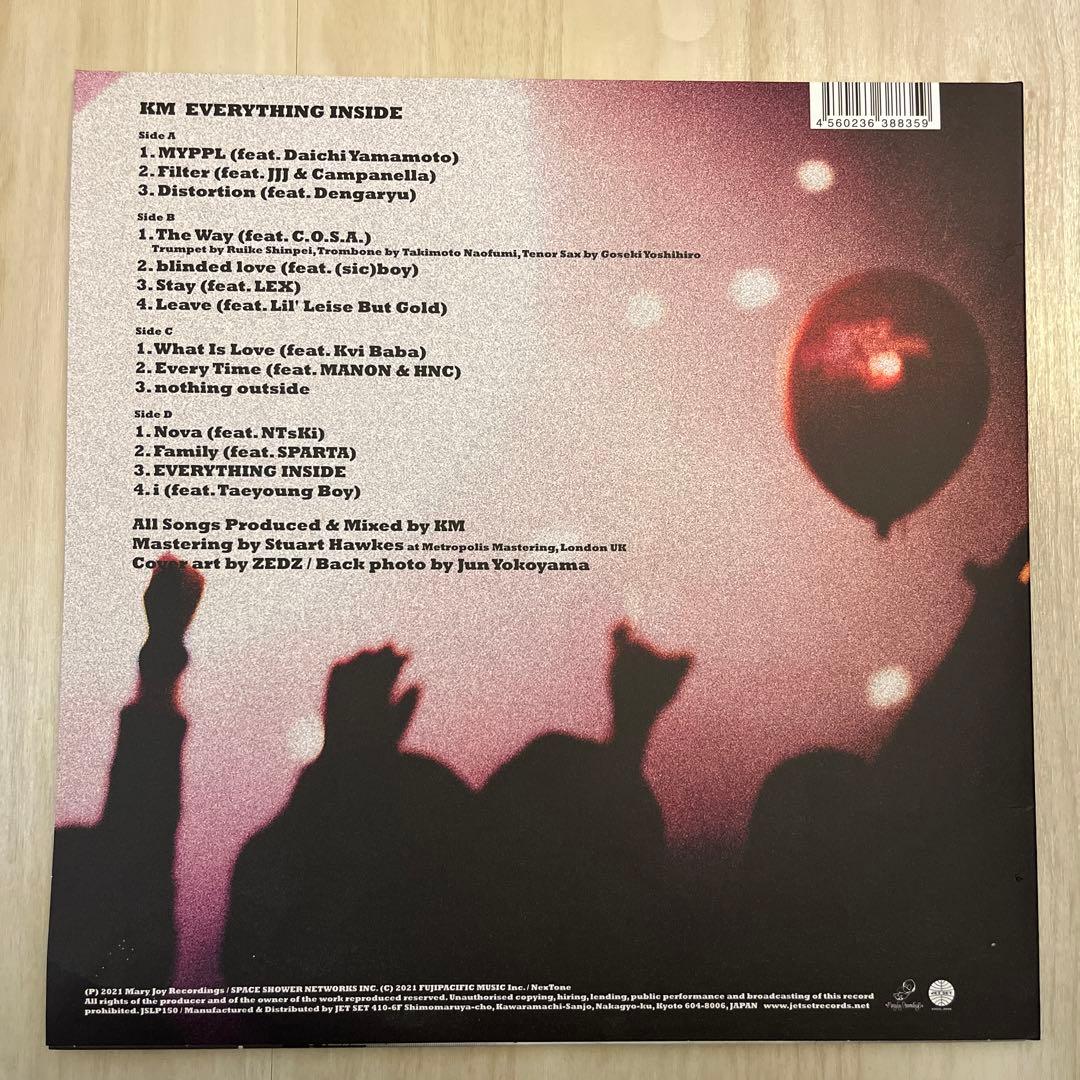 KM EVERYTHING INSIDE
4 560236 388359
Side A
1. MYPPL (feat. Daichi Yamamoto)
2. Filter (feat. JJJ & Campanella)
3. Distortion (feat. Dengaryu)
Side B
1. The Way (feat. C.O.S.A.)
Trumpet by Ruike Shinpei, Trombone by Takimoto Naofumi, Tenor Sax by Goseki Yoshihiro
2. blinded love (feat. (sic)boy)
3. Stay (feat. LEX)
4. Leave (feat. Lil' Leise But Gold)
Side C
1. What Is Love (feat. Kvi Baba)
2. Every Time (feat. MANON & HNC)
3. nothing outside
Side D
1. Nova (feat. NTsKi)
2. Family (feat. SPARTA)
3. EVERYTHING INSIDE
4. i (feat. Taeyoung Boy)
All Songs Produced & Mixed by KM
Mastering by Stuart Hawkes at Metropolis Mastering, London UK
Cover art by ZEDZ / Back photo by Jun Yokoyama
(P) 2021 Mary Joy Recordings / SPACE SHOWER NETWORKS INC. (C) 2021 FUJIPACIFIC MUSIC Inc. / NexTone
All rights of the producer and of the owner of the work reproduced reserved. Unauthorised copying, hiring, lending, public performance and broadcasting of this record
prohibited. JSLP150 / Manufactured & Distributed by JET SET 410-6F Shimomaruya-cho, Kawaramachi-Sanjo, Nakagyo-ku, Kyoto 604-8006, JAPAN www.jetsetrecords.net
JET SET